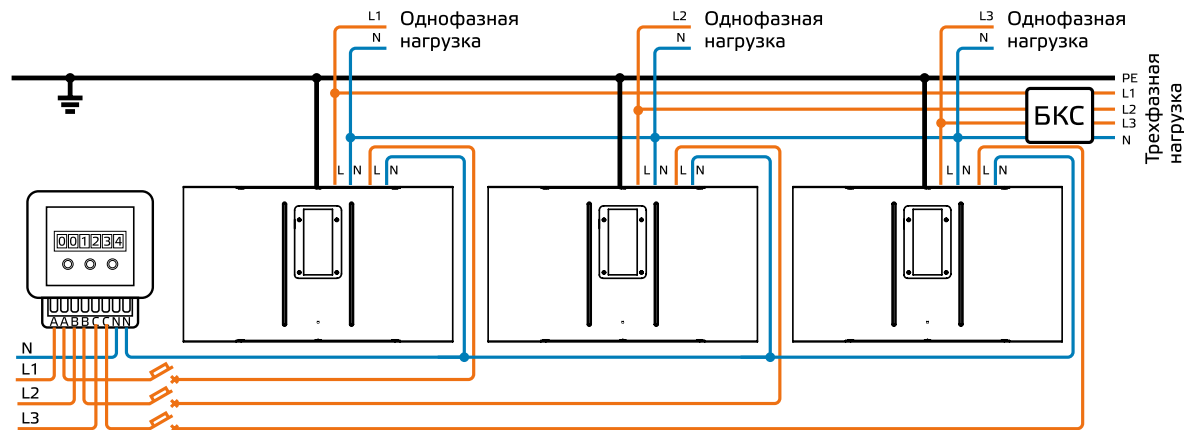 L1 Однофазная
N нагрузка
L2 Однофазная
N нагрузка
L3 Однофазная
N нагрузка
PE
L1
L2
L3
N
БКС
Трехфазная
нагрузка
L N L N
L N L N
L N L N
001234
AABBCCNN
N
L1
L2
L3